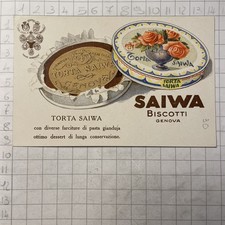 TORTA SAIWA
Torta
SAIWA
TORTA
SAIWA
SAIWA
BISCOTTI
GENOVA
TORTA SAIWA
con diverse farciture di pasta gianduja
ottimo dessert di lunga conservazione.